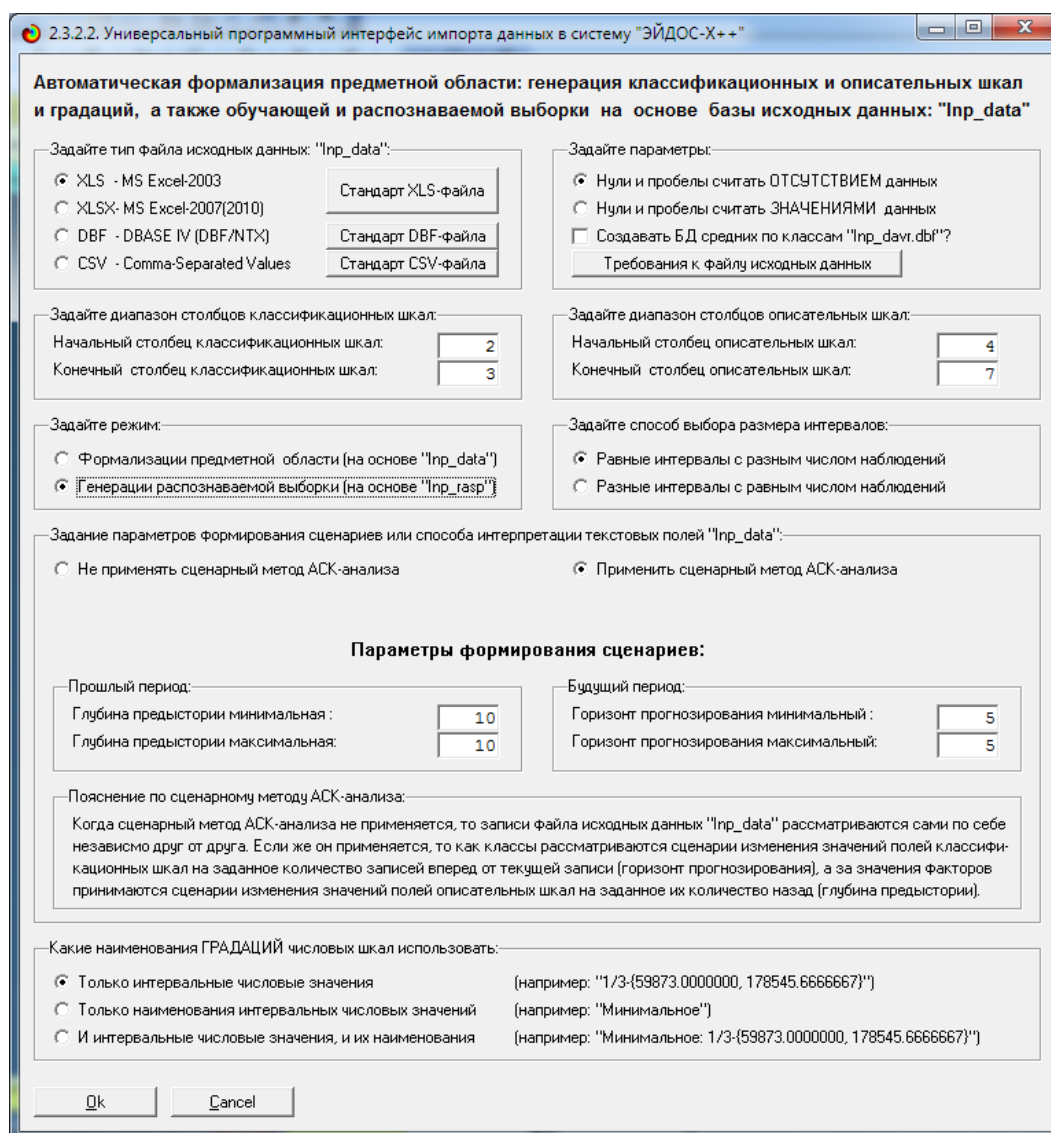 2.3.2.2. Универсальный программный интерфейс импорта данных в систему "ЭЙДОС-X++"
Автоматическая формализация предметной области: генерация классификационных и описательных шкал
и градаций, а также обучающей и распознаваемой выборки на основе базы исходных данных: "Inp_data"
Задайте тип файла исходных данных: "Inp_data":
XLS - MS Excel-2003
XLSX- MS Excel-2007(2010)
DBF - DBASE IV (DBF/NTX)
CSV - Comma-Separated Values
Стандарт XLS-файла
Стандарт DBF-файла
Стандарт CSV-файла
Задайте параметры:
Нули и пробелы считать ОТСУТСТВИЕМ данных
Нули и пробелы считать ЗНАЧЕНИЯМИ данных
Создавать БД средних по классам "Inp_davr.dbf"?
Требования к файлу исходных данных
Задайте диапазон столбцов классификационных шкал:
Начальный столбец классификационных шкал: 2
Конечный столбец классификационных шкал: 3
Задайте диапазон столбцов описательных шкал:
Начальный столбец описательных шкал: 4
Конечный столбец описательных шкал: 7
Задайте режим:
Формализации предметной области (на основе "Inp_data")
Генерации распознаваемой выборки (на основе "Inp_rasp")
Задайте способ выбора размера интервалов:
Равные интервалы с разным числом наблюдений
Разные интервалы с равным числом наблюдений
Задание параметров формирования сценариев или способа интерпретации текстовых полей "Inp_data":
Не применять сценарный метод АСК-анализа
Применить сценарный метод АСК-анализа
Параметры формирования сценариев:
Прошлый период:
Глубина предыстории минимальная : 10
Глубина предыстории максимальная: 10
Будущий период:
Горизонт прогнозирования минимальный : 5
Горизонт прогнозирования максимальный: 5
Пояснение по сценарному методу АСК-анализа:
Когда сценарный метод АСК-анализа не применяется, то записи файла исходных данных "Inp_data" рассматриваются сами по себе
независмо друг от друга. Если же он применяется, то как классы рассматриваются сценарии изменения значений полей классифи-
кационных шкал на заданное количество записей вперед от текущей записи (горизонт прогнозирования), а за значения факторов
принимаются сценарии изменения значений полей описательных шкал на заданное их количество назад (глубина предыстории).
Какие наименования ГРАДАЦИЙ числовых шкал использовать:
Только интервальные числовые значения (например: "1/3-{59873.0000000, 178545.6666667}")
Только наименования интервальных числовых значений (например: "Минимальное")
И интервальные числовые значения, и их наименования (например: "Минимальное: 1/3-{59873.0000000, 178545.6666667}")
Ok
Cancel